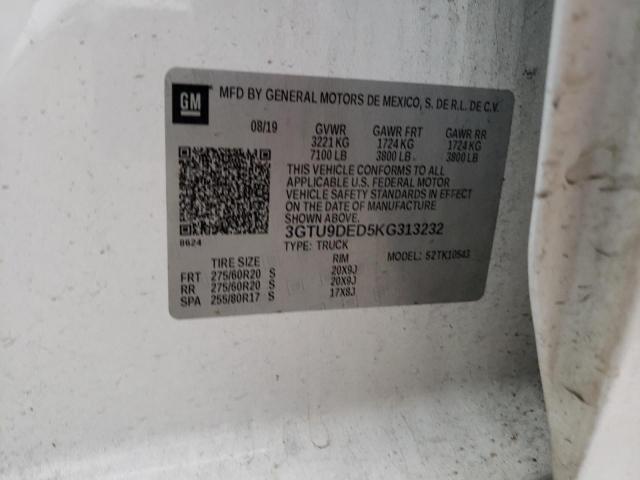 GM MFD BY GENERAL MOTORS DE MEXICO, S. DE R.L. DE C.V.
08/19 GVWR GAWR FRT GAWR RR
3221 KG 1724 KG 1724 KG
7100 LB 3800 LB 3800 LB
THIS VEHICLE CONFORMS TO ALL
APPLICABLE U.S. FEDERAL MOTOR
VEHICLE SAFETY STANDARDS IN EFFECT
ON THE DATE OF MANUFACTURE
SHOWN ABOVE.
3GTU9DED5KG313232
8624 TYPE: TRUCK MODEL: S2TK10543
TIRE SIZE RIM
FRT 275/60R20 S 20X9J
RR 275/60R20 S 20X9J
SPA 255/80R17 S 17X8J